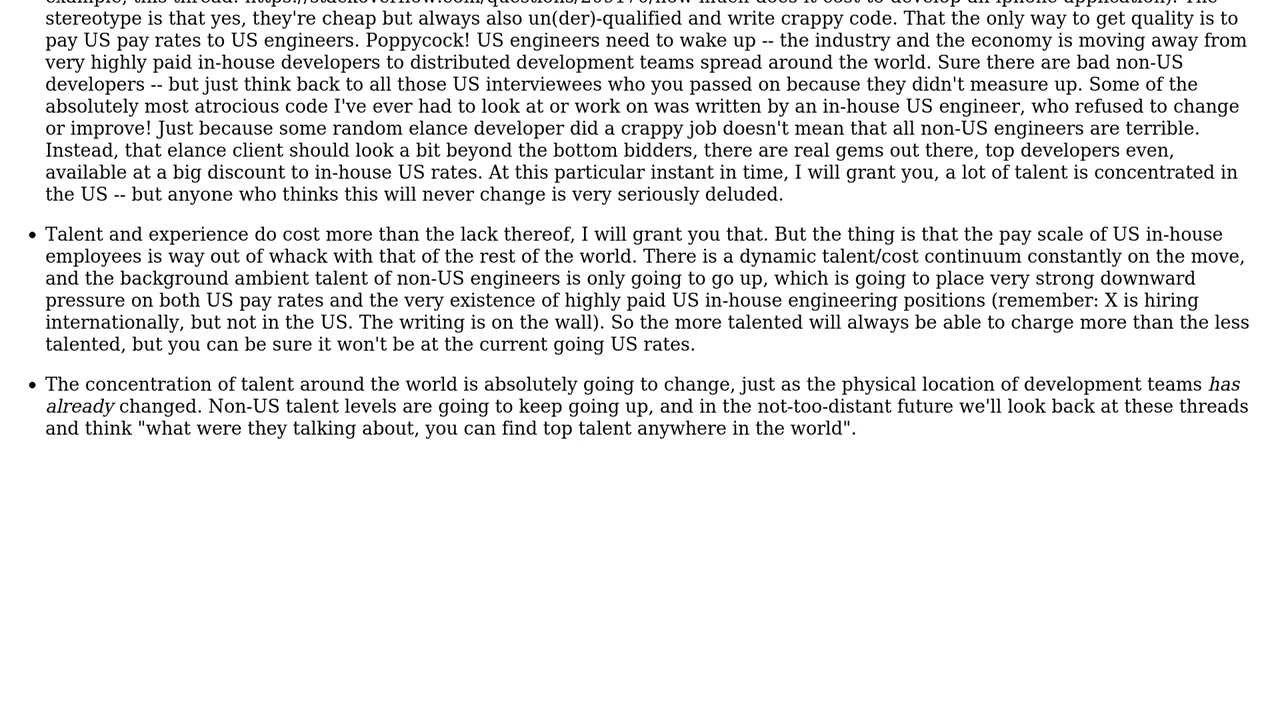 stereotype is that yes, they're cheap but always also un(der)-qualified and write crappy code. That the only way to get quality is to
pay US pay rates to US engineers. Poppycock! US engineers need to wake up -- the industry and the economy is moving away from
very highly paid in-house developers to distributed development teams spread around the world. Sure there are bad non-US
developers -- but just think back to all those US interviewees who you passed on because they didn't measure up. Some of the
absolutely most atrocious code I've ever had to look at or work on was written by an in-house US engineer, who refused to change
or improve! Just because some random elance developer did a crappy job doesn't mean that all non-US engineers are terrible.
Instead, that elance client should look a bit beyond the bottom bidders, there are real gems out there, top developers even,
available at a big discount to in-house US rates. At this particular instant in time, I will grant you, a lot of talent is concentrated in
the US -- but anyone who thinks this will never change is very seriously deluded.
• Talent and experience do cost more than the lack thereof, I will grant you that. But the thing is that the pay scale of US in-house
employees is way out of whack with that of the rest of the world. There is a dynamic talent/cost continuum constantly on the move,
and the background ambient talent of non-US engineers is only going to go up, which is going to place very strong downward
pressure on both US pay rates and the very existence of highly paid US in-house engineering positions (remember: X is hiring
internationally, but not in the US. The writing is on the wall). So the more talented will always be able to charge more than the less
talented, but you can be sure it won't be at the current going US rates.
• The concentration of talent around the world is absolutely going to change, just as the physical location of development teams has
already changed. Non-US talent levels are going to keep going up, and in the not-too-distant future we'll look back at these threads
and think "what were they talking about, you can find top talent anywhere in the world".